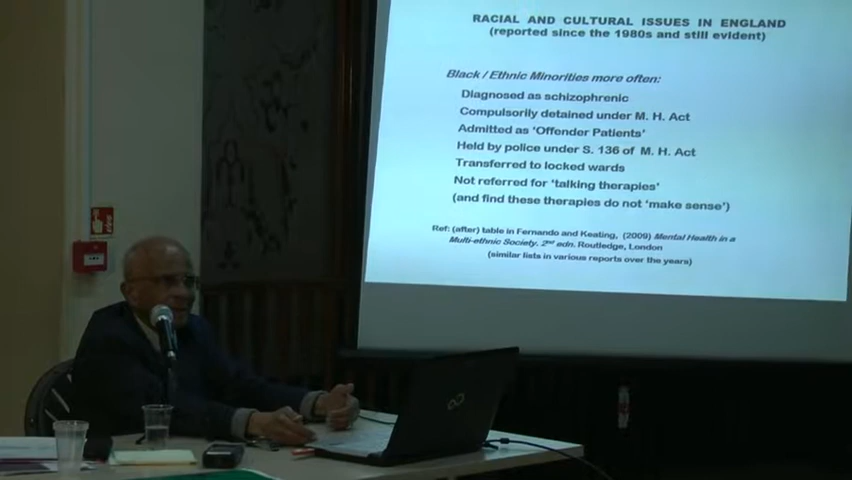 RACIAL AND CULTURAL ISSUES IN ENGLAND
(reported since the 1980s and still evident)
Black / Ethnic Minorities more often:
Diagnosed as schizophrenic
Compulsorily detained under M. H. Act
Admitted as 'Offender Patients'
Held by police under S. 136 of M. H. Act
Transferred to locked wards
Not referred for 'talking therapies'
(and find these therapies do not 'make sense')
Ref: (after) table in Fernando and Keating, (2009) Mental Health in a
Multi-ethnic Society. 2nd edn. Routledge, London
(similar lists in various reports over the years)